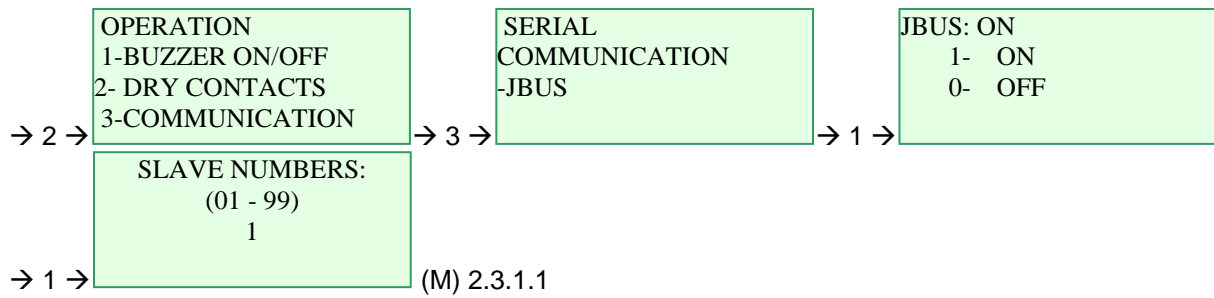 OPERATION
1-BUZZER ON/OFF
2- DRY CONTACTS
3-COMMUNICATION
→ 2 →
SERIAL
COMMUNICATION
-JBUS
→ 3 →
JBUS: ON
1- ON
0- OFF
→ 1 →
SLAVE NUMBERS:
(01 - 99)
1
→ 1 →
(M) 2.3.1.1